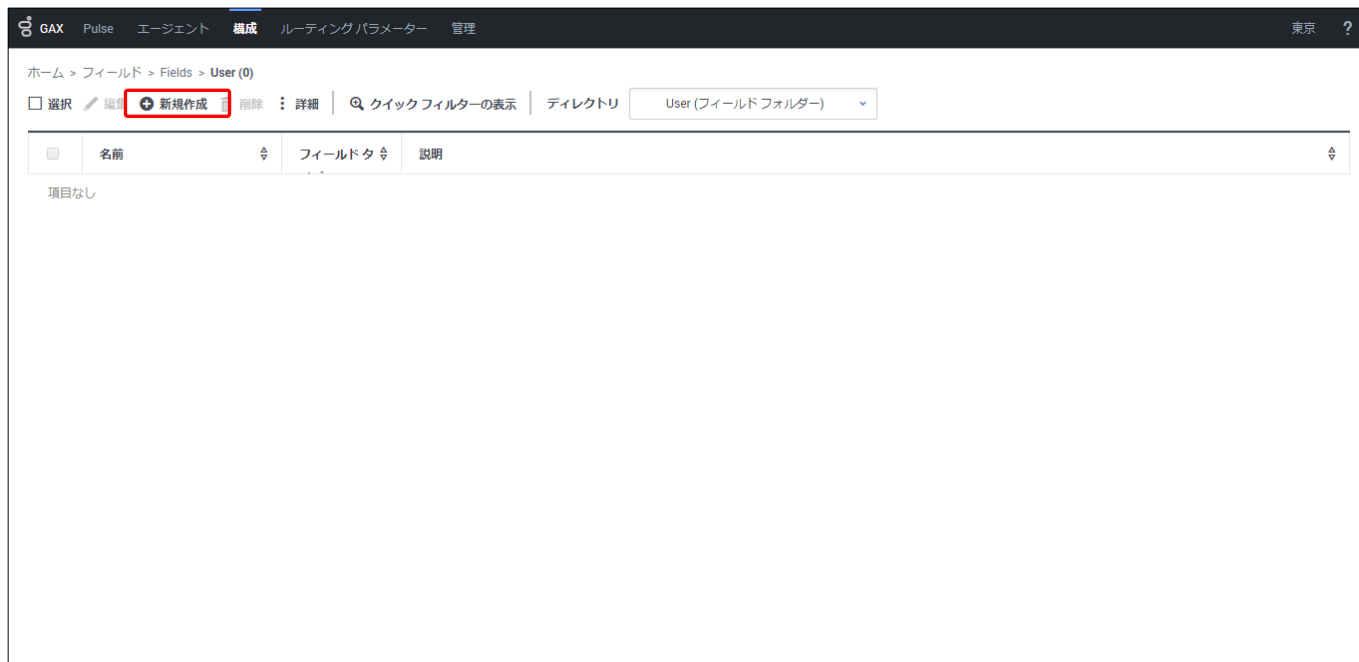 GAX Pulse エージェント 構成 ルーティング パラメーター 管理 東京 ?
ホーム > フィールド > Fields > User (0)
選択 編集 新規作成 削除 詳細 クイック フィルターの表示 ディレクトリ User (フィールド フォルダー)
名前 フィールド タ 説明
項目なし